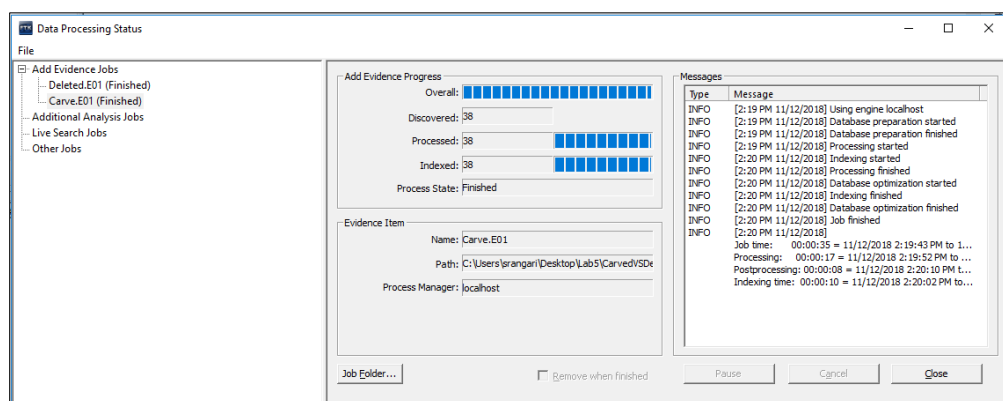 FTK Data Processing Status
File
Add Evidence Jobs
Deleted.E01 (Finished)
Carve.E01 (Finished)
Additional Analysis Jobs
Live Search Jobs
Other Jobs
Add Evidence Progress
Overall:
Discovered: 38
Processed: 38
Indexed: 38
Process State: Finished
Evidence Item
Name: Carve.E01
Path: C:\Users\srangari\Desktop\Lab5\CarvedVSDe
Process Manager: localhost
Job Folder...
Remove when finished
Messages
Type Message
INFO [2:19 PM 11/12/2018] Using engine localhost
INFO [2:19 PM 11/12/2018] Database preparation started
INFO [2:19 PM 11/12/2018] Database preparation finished
INFO [2:19 PM 11/12/2018] Processing started
INFO [2:20 PM 11/12/2018] Indexing started
INFO [2:20 PM 11/12/2018] Processing finished
INFO [2:20 PM 11/12/2018] Database optimization started
INFO [2:20 PM 11/12/2018] Indexing finished
INFO [2:20 PM 11/12/2018] Database optimization finished
INFO [2:20 PM 11/12/2018] Job finished
INFO [2:20 PM 11/12/2018]
Job time: 00:00:35 = 11/12/2018 2:19:43 PM to 1...
Processing: 00:00:17 = 11/12/2018 2:19:52 PM to ...
Postprocessing: 00:00:08 = 11/12/2018 2:20:10 PM t...
Indexing time: 00:00:10 = 11/12/2018 2:20:02 PM to...
Pause
Cancel
Close